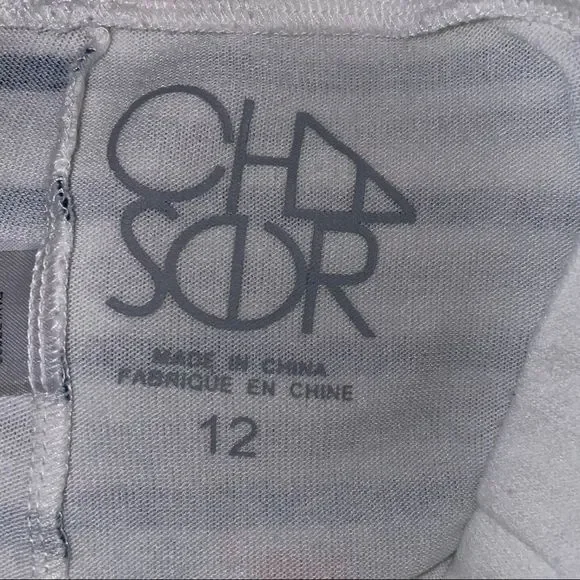 CHA
SOR
MADE IN CHINA
FABRIQUE EN CHINE
12